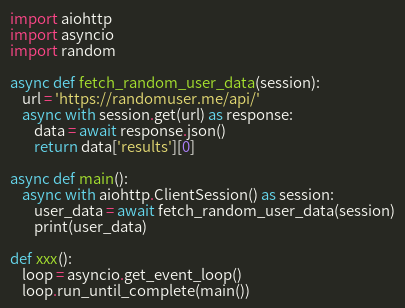 import aiohttp
import asyncio
import random

async def fetch_random_user_data(session):
    url = 'https://randomuser.me/api/'
    async with session.get(url) as response:
        data = await response.json()
        return data['results'][0]

async def main():
    async with aiohttp.ClientSession() as session:
        user_data = await fetch_random_user_data(session)
        print(user_data)

def xxx():
    loop = asyncio.get_event_loop()
    loop.run_until_complete(main())